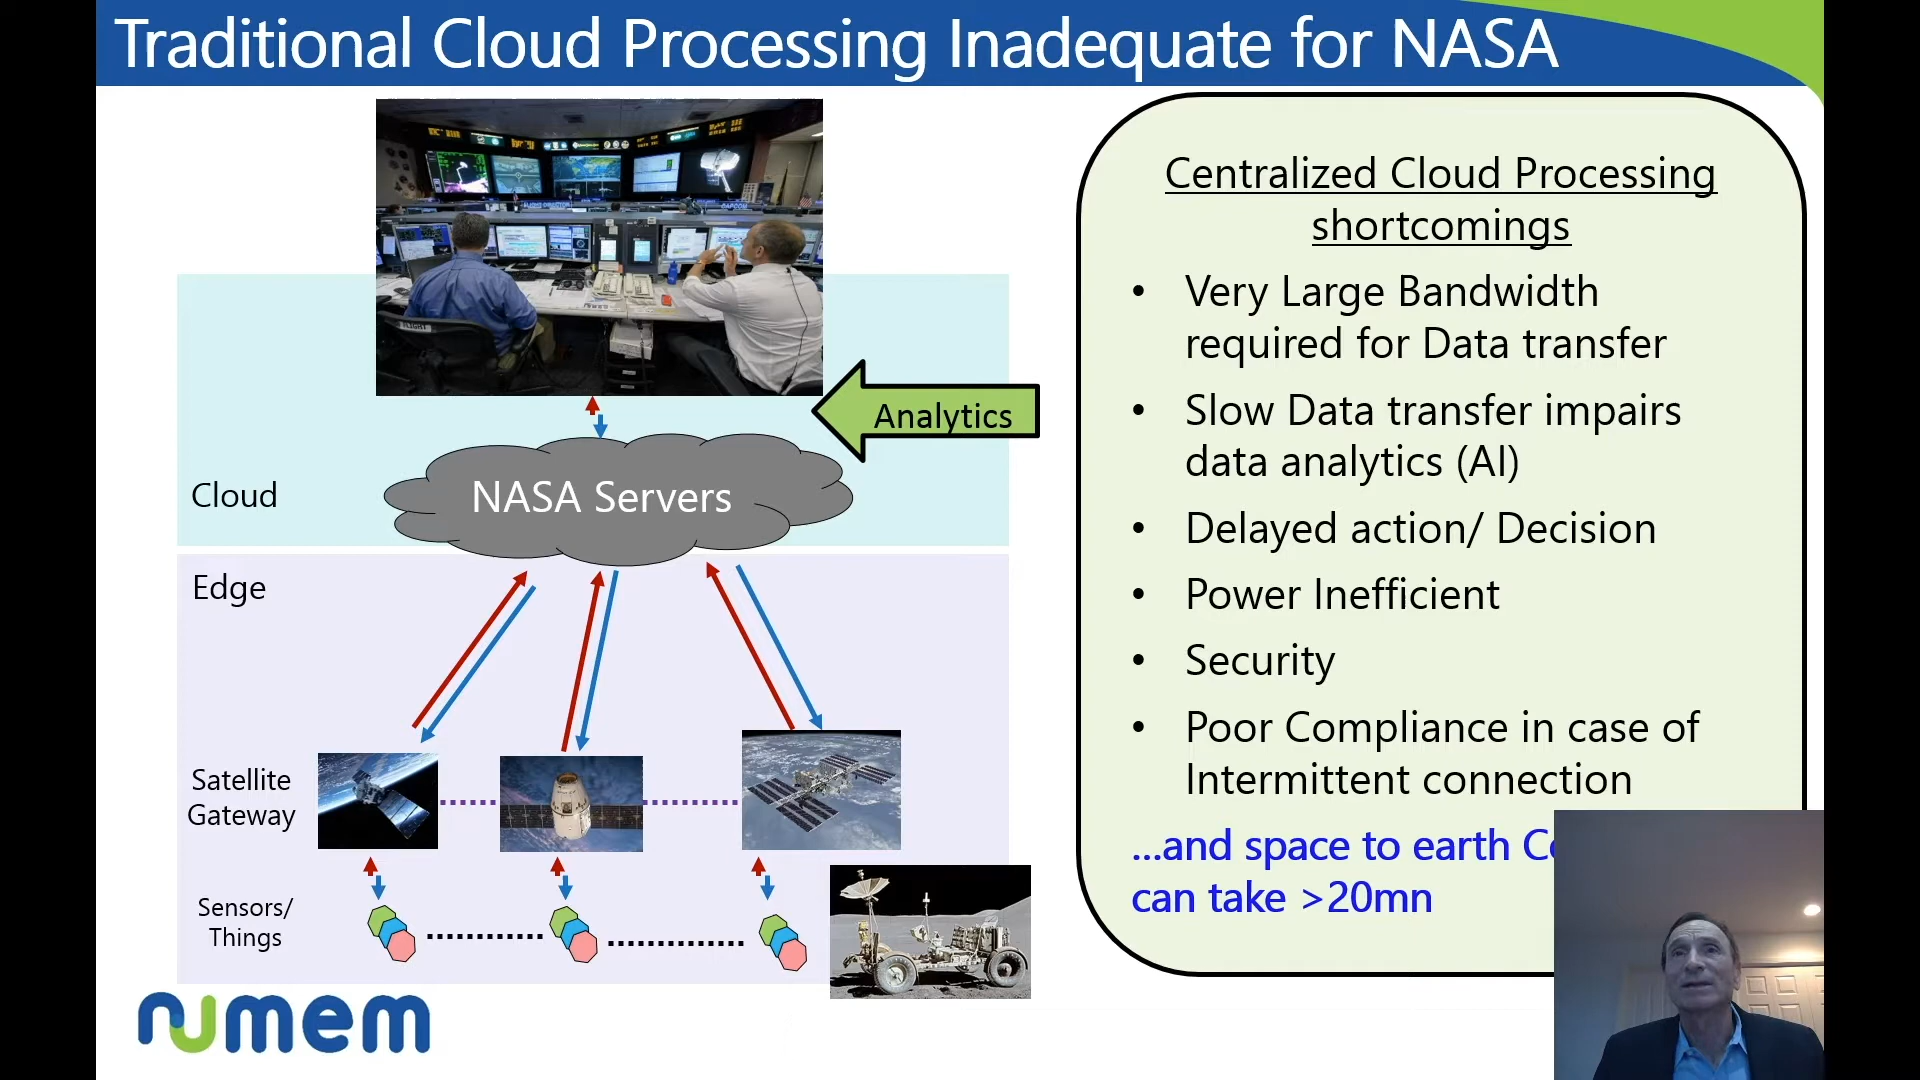 Traditional Cloud Processing Inadequate for NASA
Analytics
Cloud
NASA Servers
Edge
Satellite
Gateway
Sensors/
Things
Centralized Cloud Processing
shortcomings
• Very Large Bandwidth
required for Data transfer
• Slow Data transfer impairs
data analytics (AI)
• Delayed action/ Decision
• Power Inefficient
• Security
• Poor Compliance in case of
Intermittent connection
...and space to earth
can take >20mn
numem